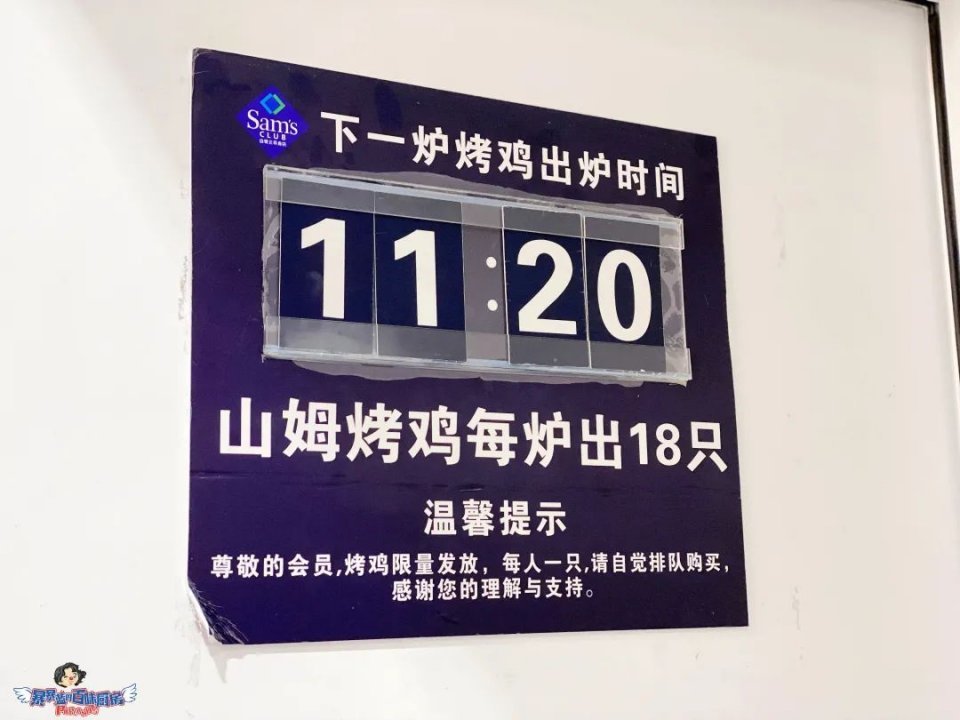 Sam's
CLUB
下一炉烤鸡出炉时间
11:20
山姆烤鸡每炉出18只
温馨提示
尊敬的会员,烤鸡限量发放，每人一只,请自觉排队购买，
感谢您的理解与支持。